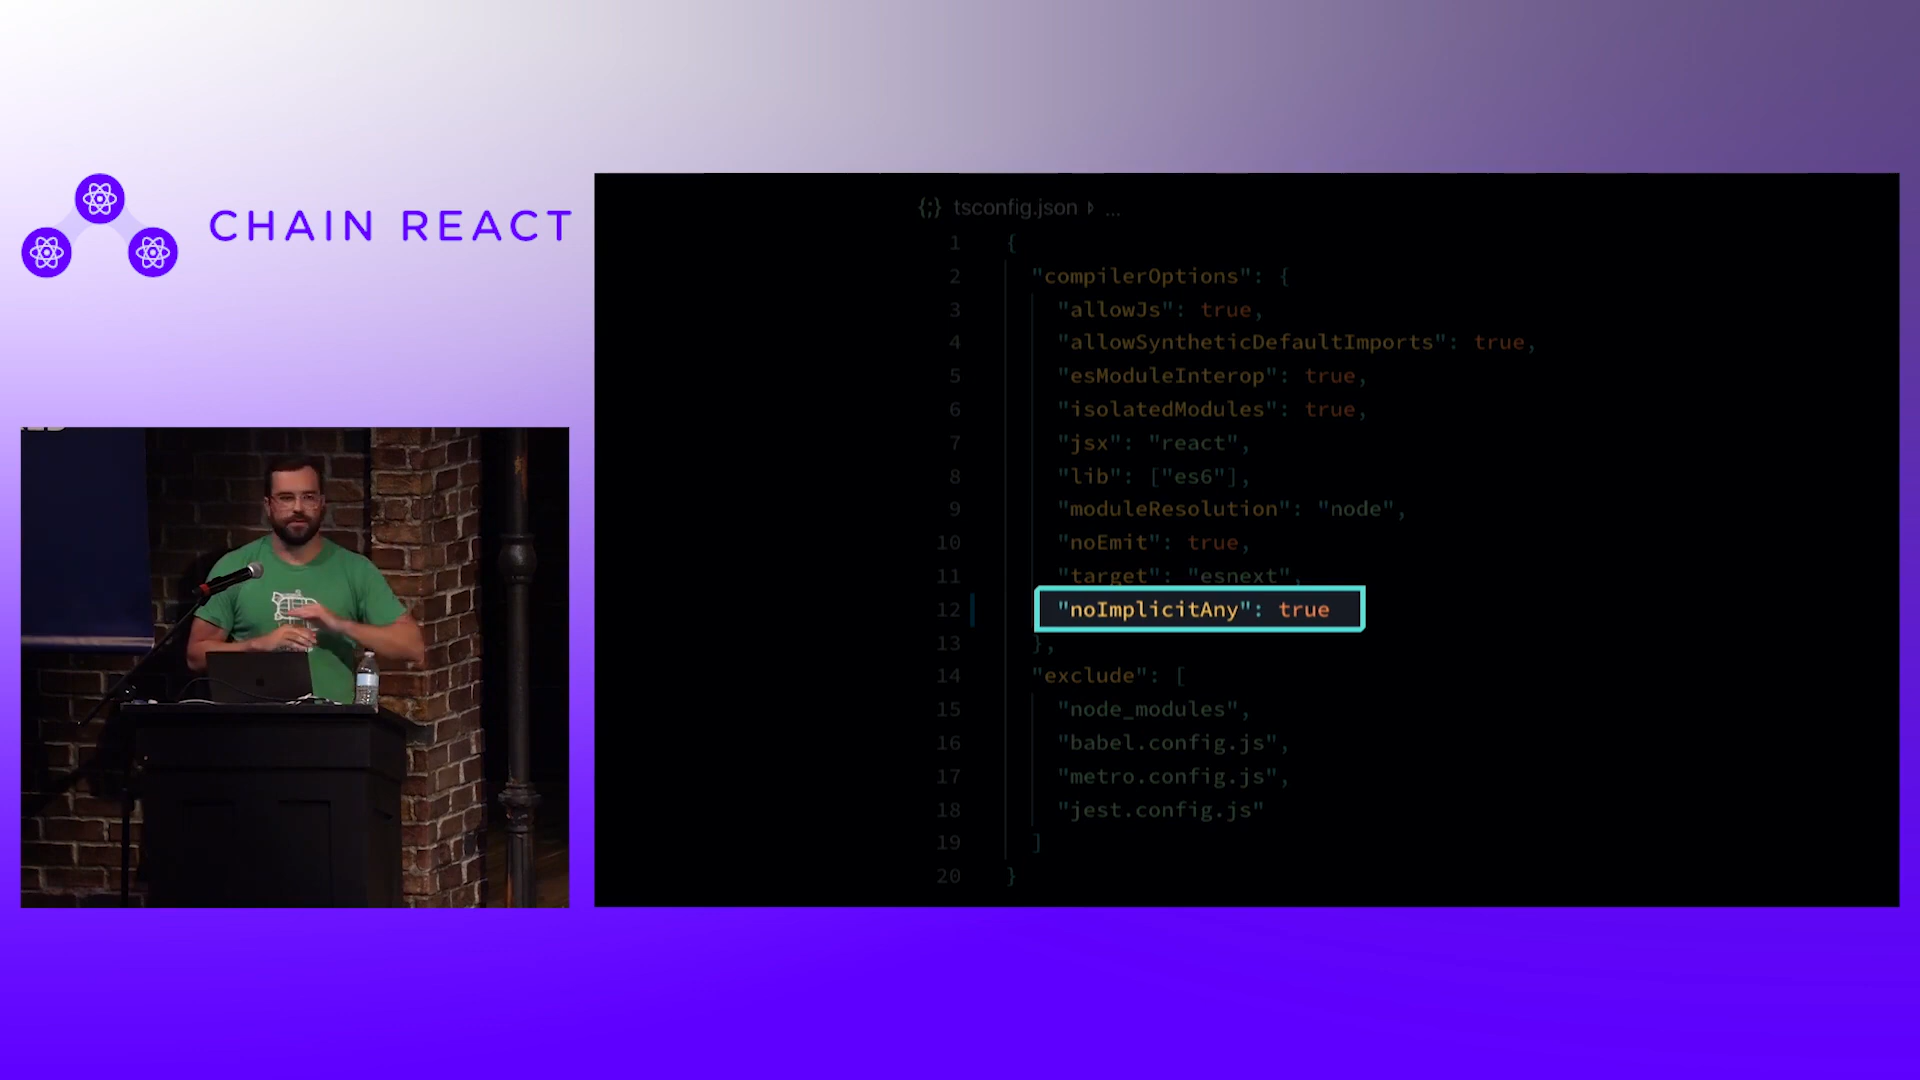 CHAIN REACT
{;} tsconfig.json ▹ ...
1 {
2 "compilerOptions": {
3 "allowJs": true,
4 "allowSyntheticDefaultImports": true,
5 "esModuleInterop": true,
6 "isolatedModules": true,
7 "jsx": "react",
8 "lib": ["es6"],
9 "moduleResolution": "node",
10 "noEmit": true,
11 "target": "esnext",
12 "noImplicitAny": true
13 },
14 "exclude": [
15 "node_modules",
16 "babel.config.js",
17 "metro.config.js",
18 "jest.config.js"
19 ]
20 }